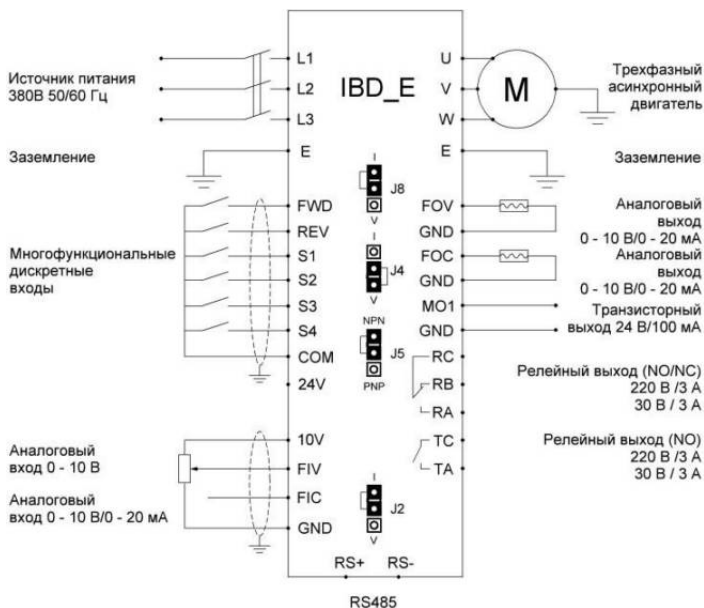 Источник питания
380В 50/60 Гц
Заземление
Многофункциональные
дискретные
входы
Аналоговый
вход 0 - 10 В
Аналоговый
вход 0 - 10 В/0 - 20 мА
L1
L2
L3
E
FWD
REV
S1
S2
S3
S4
COM
24V
10V
FIV
FIC
GND
IBD_E
I
J8
V
I
J4
V
NPN
J5
PNP
I
J2
V
RS+ RS-
RS485
U
V
W
E
FOV
GND
FOC
GND
MO1
GND
RC
RB
RA
TC
TA
M
Трехфазный
асинхронный
двигатель
Заземление
Аналоговый
выход
0 - 10 В/0 - 20 мА
Аналоговый
выход
0 - 10 В/0 - 20 мА
Транзисторный
выход 24 В/100 мА
Релейный выход (NO/NC)
220 В /3 А
30 В / 3 А
Релейный выход (NO)
220 В /3 А
30 В / 3 А